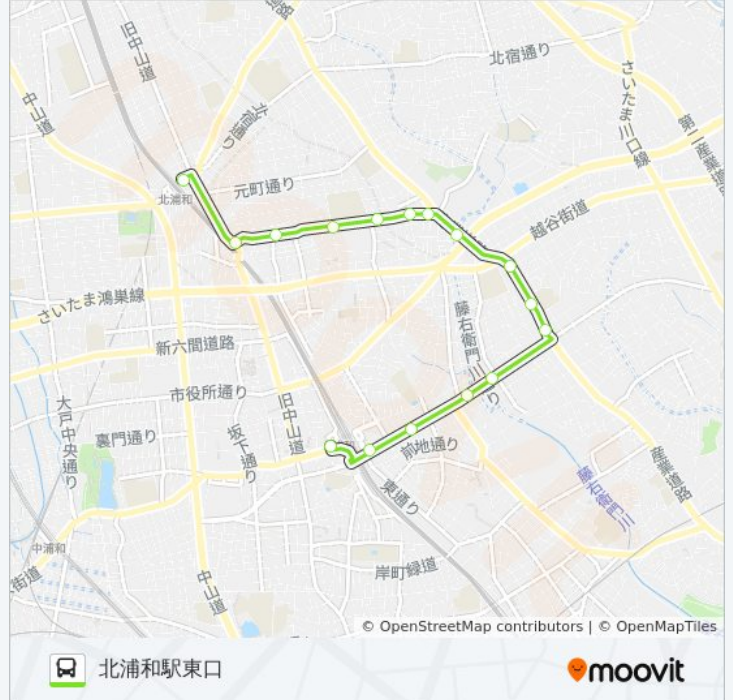 旧中山道
北宿通り
中山道
さいたま川口線
第二産業道路
北宿通り
元町通り
北浦和
越谷街道
さいたま鴻巣線
藤右衛門川通り
新六間道路
市役所通り
大戸中央通り
旧中山道
裏門通り
坂下通り
前地通り
産業道路
藤右衛門川
東通り
中浦和
岸町緑道
中山道
© OpenStreetMap contributors | © OpenMapTiles
北浦和駅東口
moovit